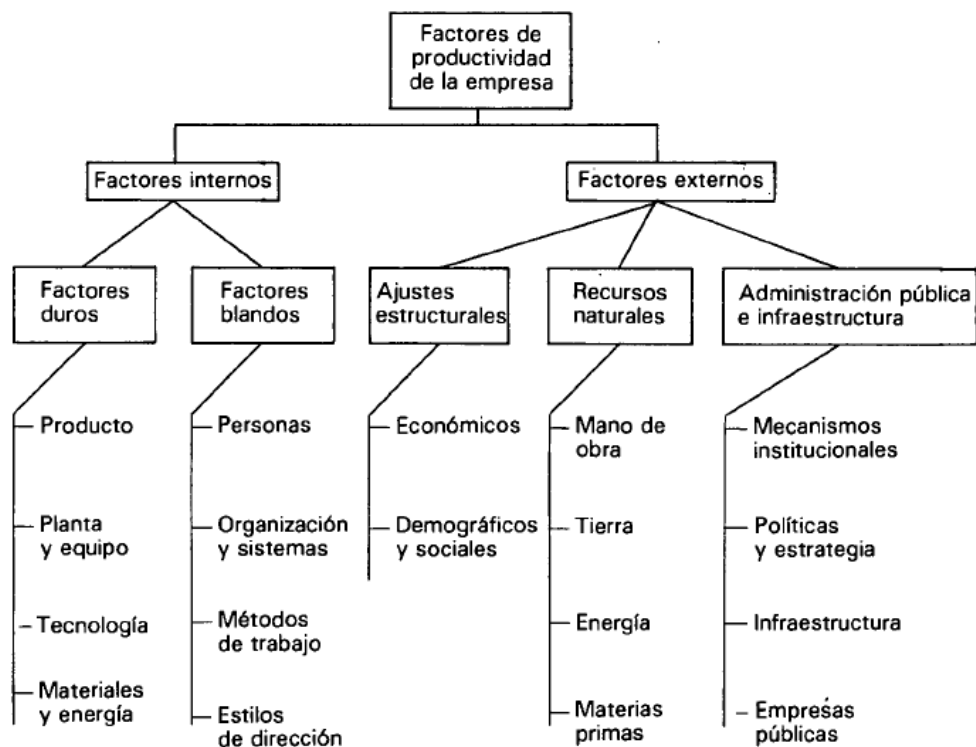 Factores de
productividad
de la empresa
Factores internos
Factores externos
Factores
duros
Factores
blandos
Ajustes
estructurales
Recursos
naturales
Administración pública
e infraestructura
Producto
Planta
y equipo
Tecnología
Materiales
y energía
Personas
Organización
y sistemas
Métodos
de trabajo
Estilos
de dirección
Económicos
Demográficos
y sociales
Mano de
obra
Tierra
Energía
Materias
primas
Mecanismos
institucionales
Políticas
y estrategia
Infraestructura
Empresas
públicas